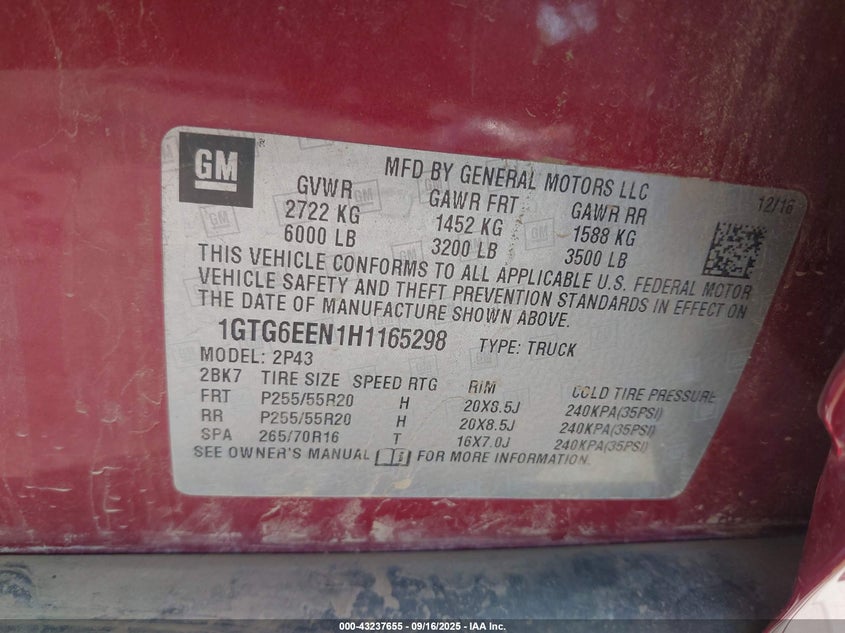 GM
MFD BY GENERAL MOTORS LLC
12/16
GVWR GAWR FRT GAWR RR
2722 KG 1452 KG 1588 KG
6000 LB 3200 LB 3500 LB
THIS VEHICLE CONFORMS TO ALL APPLICABLE U.S. FEDERAL MOTOR
VEHICLE SAFETY AND THEFT PREVENTION STANDARDS IN EFFECT ON
THE DATE OF MANUFACTURE SHOWN ABOVE.
1GTG6EEN1H1165298 TYPE: TRUCK
MODEL: 2P43
2BK7 TIRE SIZE SPEED RTG RIM COLD TIRE PRESSURE
FRT P255/55R20 H 20X8.5J 240KPA(35PSI)
RR P255/55R20 H 20X8.5J 240KPA(35PSI)
SPA 265/70R16 T 16X7.0J 240KPA(35PSI)
SEE OWNER'S MANUAL FOR MORE INFORMATION.
000-43237655 - 09/16/2025 - IAA Inc.